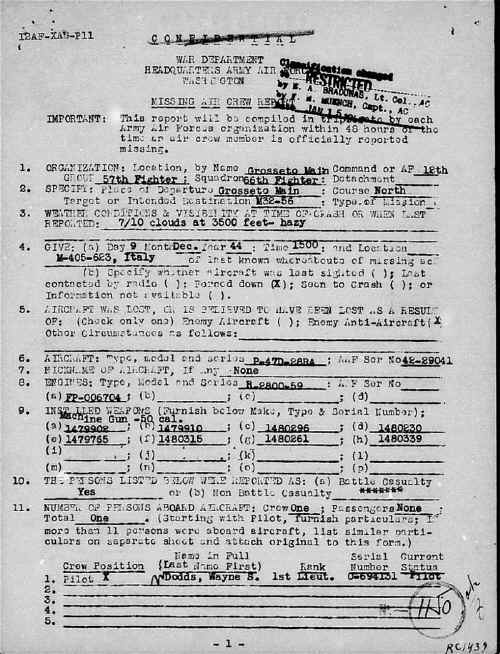 12AF-XAB-P11
CONFIDENTIAL
WAR DEPARTMENT
HEADQUARTERS ARMY AIR FORCES
WASHINGTON
Classification changed
to RESTRICTED
by E. A. BRADUNAS, Lt. Col., AC
by F. M. MUENCH, Capt., AC
MISSING AIR CREW REPORT
IMPORTANT: This report will be compiled in triplicate by each
Army Air Forces organization within 48 hours of the
time an air crew member is officially reported
missing.
1. ORGANIZATION: Location, by Name Grosseto Main Command or AF 12th
Group 57th Fighter; Squadron 66th Fighter; Detachment
2. SPECIFY: Place of Departure Grosseto Main; Course North
Target or Intended Destination M32-56; Type of Mission
3. WEATHER CONDITIONS & VISIBILITY AT TIME OF CRASH OR WHEN LAST
REPORTED: 7/10 clouds at 3500 feet- hazy
4. GIVE: (a) Day 9 Month Dec. Year 44; Time 1500; and Location
M-405-623, Italy of last known whereabouts of missing ac
(b) Specify whether Aircraft was last sighted ( ); Last
contacted by radio ( ); Forced down (X); Seen to Crash ( ); or
Information not available ( ).
5. AIRCRAFT WAS LOST, OR IS BELIEVED TO HAVE BEEN LOST AS A RESULT
OF: (Check only one) Enemy Aircraft ( ); Enemy Anti-Aircraft (X
Other Circumstances as follows:
6. AIRCRAFT: Type, model and series P-47D-28RA; AAF Ser No 42-29041
7. NICKNAME OF AIRCRAFT, If any None
8. ENGINES: Type, Model and Series R-2800-59; AAF Ser No
(a) FP-006704; (b) ; (c) ; (d)
9. INSTALLED WEAPONS (Furnish below Make, Type & Serial Number);
Machine Gun -50 cal.
(a) 1479902; (b) 1479910; (c) 1480296; (d) 1480230
(e) 1479765; (f) 1480315; (g) 1480261; (h) 1480339
(i) ; (j) ; (k) ; (l)
(m) ; (n) ; (o) ; (p)
10. THE PERSONS LISTED BELOW WERE REPORTED AS: (a) Battle Casualty
Yes or (b) Non Battle Casualty *******
11. NUMBER OF PERSONS ABOARD AIRCRAFT: Crew One; Passengers None;
Total One. (Starting with Pilot, furnish particulars; If
more than 11 persons were aboard aircraft, list similar parti-
culars on separate sheet and attach original to this form.)
Name in Full Serial Current
Crew Position (Last Name First) Rank Number Status
1. Pilot X Dodds, Wayne S. 1st Lieut. O-694131 Pilot
2.
3.
4.
5.
1150
- 1 -
RC1439